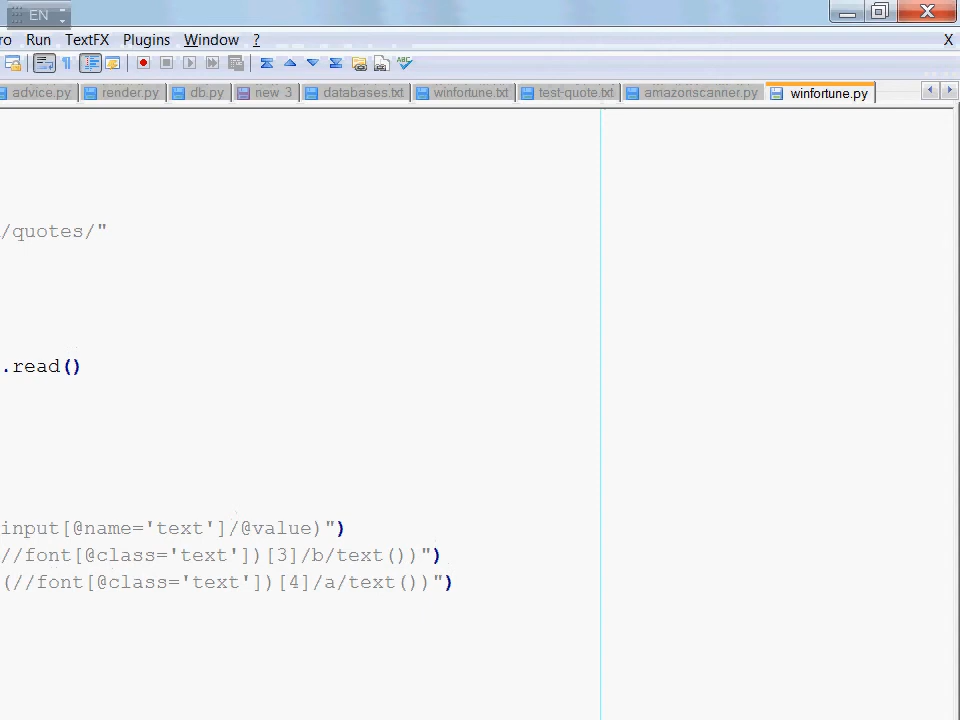 EN
ro Run TextFX Plugins Window ? X
ABC
advice.py render.py db.py new 3 databases.txt winfortune.txt test-quote.txt amazonscanner.py winfortune.py
/quotes/"
.read()
input[@name='text']/@value)")
//font[@class='text'])[3]/b/text())")
(//font[@class='text'])[4]/a/text())")